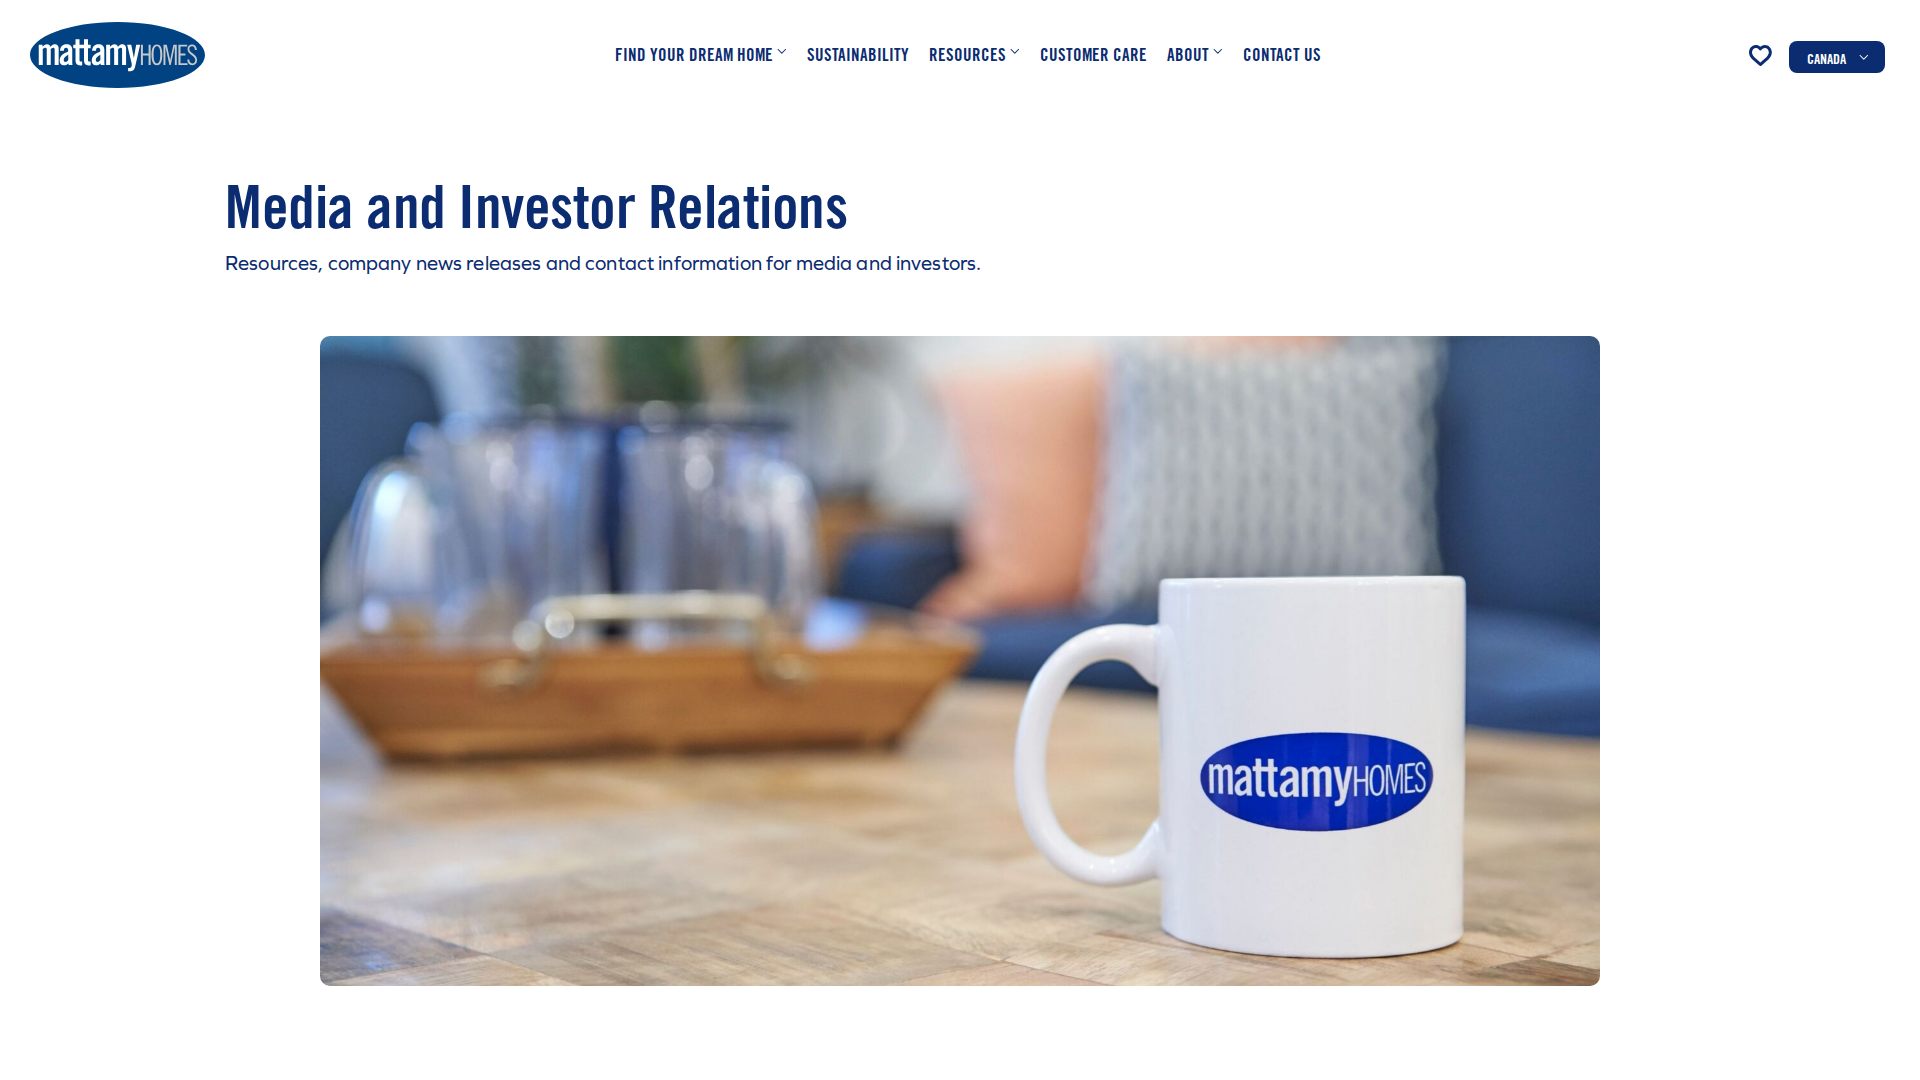 mattamyHOMES
FIND YOUR DREAM HOME
SUSTAINABILITY
RESOURCES
CUSTOMER CARE
ABOUT
CONTACT US
CANADA
Media and Investor Relations
Resources, company news releases and contact information for media and investors.
mattamyHOMES